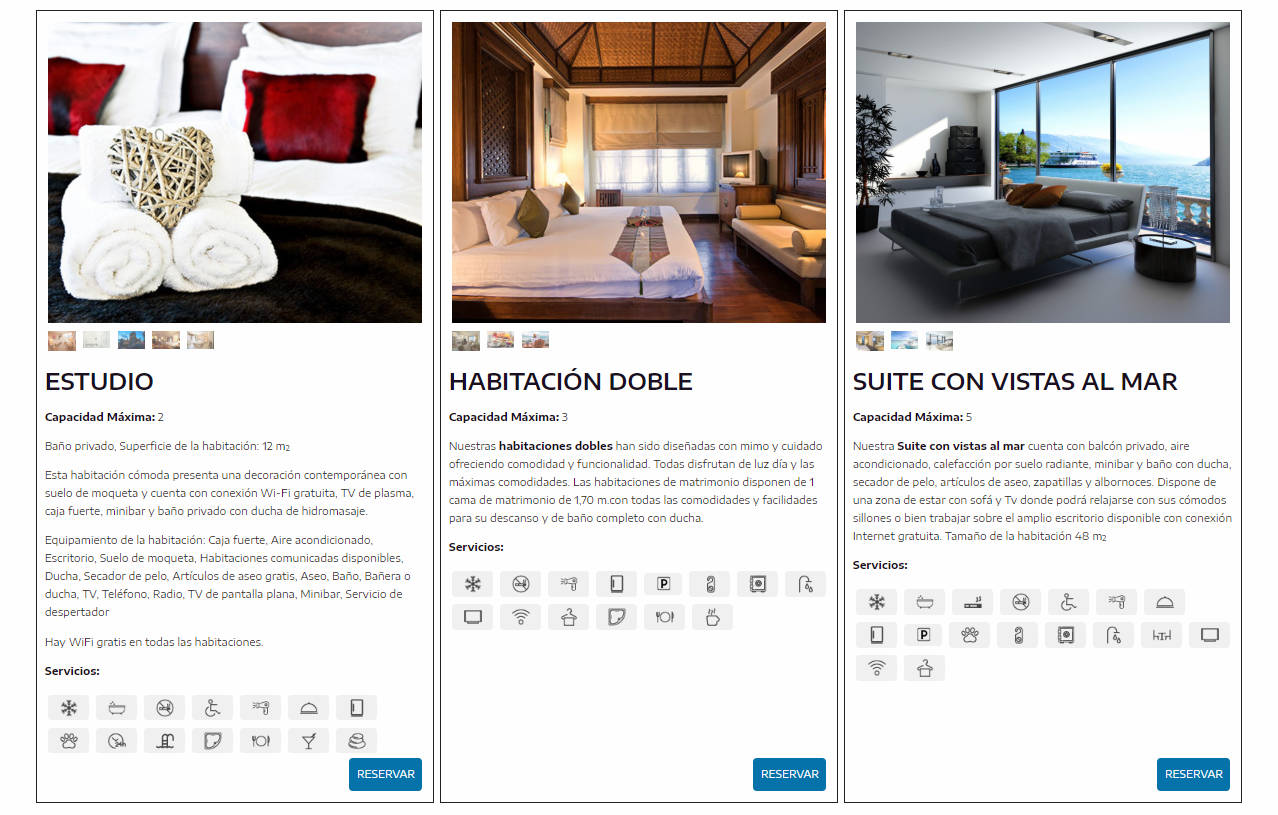 ESTUDIO
Capacidad Máxima: 2
Baño privado, Superficie de la habitación: 12 m2
Esta habitación cómoda presenta una decoración contemporánea con
suelo de moqueta y cuenta con conexión Wi-Fi gratuita, TV de plasma,
caja fuerte, minibar y baño privado con ducha de hidromasaje.
Equipamiento de la habitación: Caja fuerte, Aire acondicionado,
Escritorio, Suelo de moqueta, Habitaciones comunicadas disponibles,
Ducha, Secador de pelo, Artículos de aseo gratis, Aseo, Baño, Bañera o
ducha, TV, Teléfono, Radio, TV de pantalla plana, Minibar, Servicio de
despertador
Hay WiFi gratis en todas las habitaciones.
Servicios:
24h
RESERVAR
HABITACIÓN DOBLE
Capacidad Máxima: 3
Nuestras habitaciones dobles han sido diseñadas con mimo y cuidado
ofreciendo comodidad y funcionalidad. Todas disfrutan de luz día y las
máximas comodidades. Las habitaciones de matrimonio disponen de 1
cama de matrimonio de 1,70 m.con todas las comodidades y facilidades
para su descanso y de baño completo con ducha.
Servicios:
P
RESERVAR
SUITE CON VISTAS AL MAR
Capacidad Máxima: 5
Nuestra Suite con vistas al mar cuenta con balcón privado, aire
acondicionado, calefacción por suelo radiante, minibar y baño con ducha,
secador de pelo, artículos de aseo, zapatillas y albornoces. Dispone de
una zona de estar con sofá y Tv donde podrá relajarse con sus cómodos
sillones o bien trabajar sobre el amplio escritorio disponible con conexión
Internet gratuita. Tamaño de la habitación 48 m2
Servicios:
P
RESERVAR